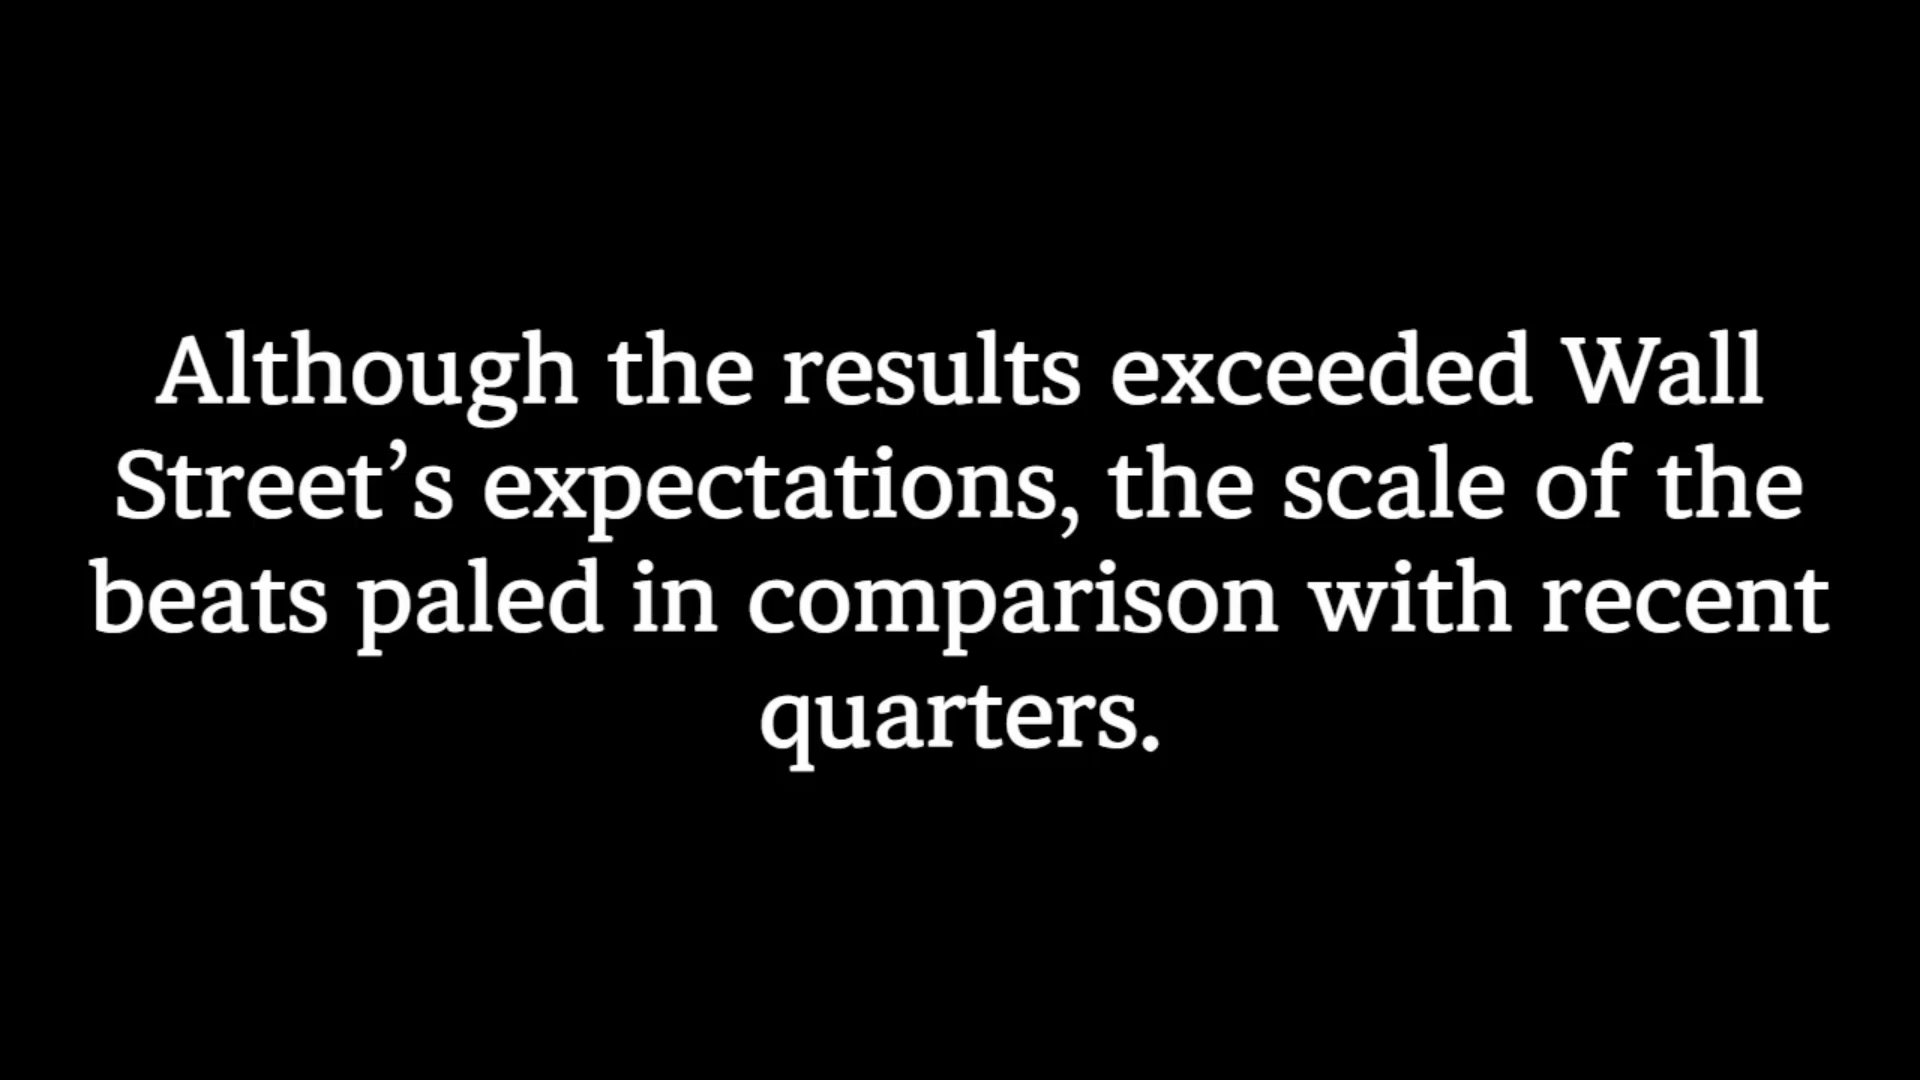 Although the results exceeded Wall
Street’s expectations, the scale of the
beats paled in comparison with recent
quarters.